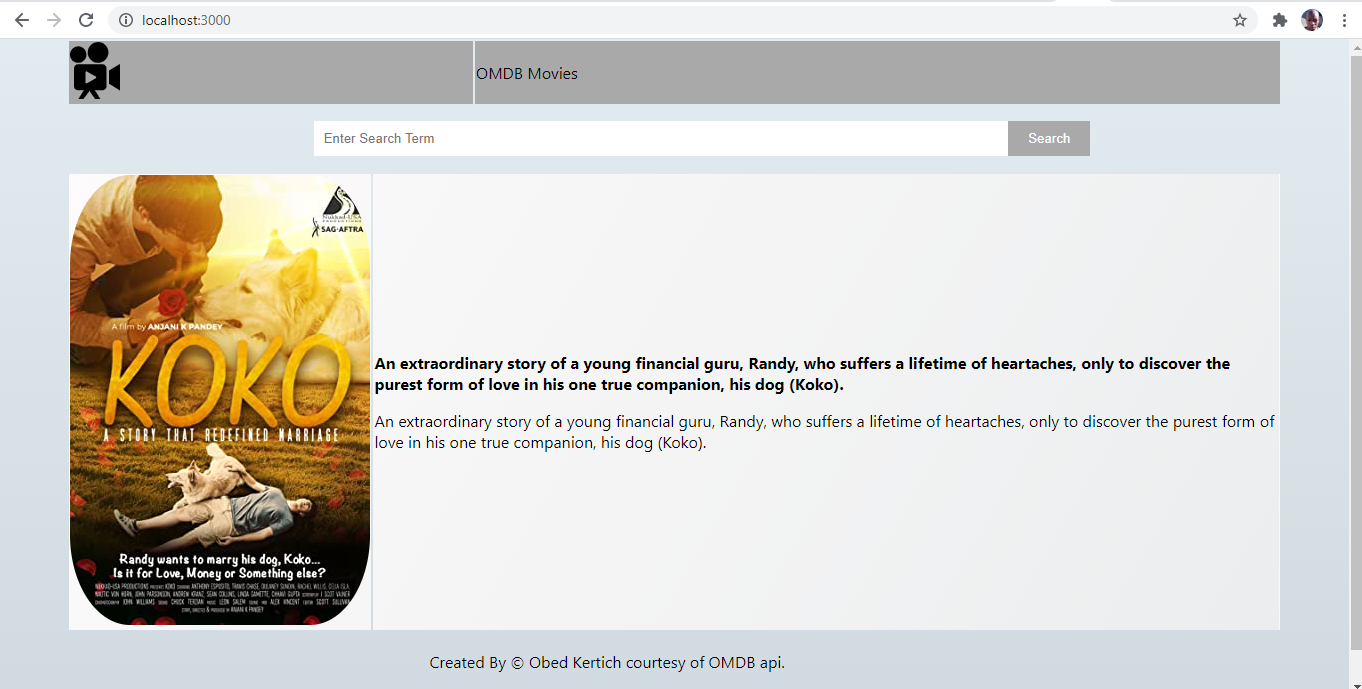 localhost:3000
OMDB Movies
Enter Search Term
Search
Nukkad-USA
PRODUCTIONS
SAG·AFTRA
A film by ANJANI K PANDEY
KOKO
A STORY THAT REDEFINED MARRIAGE
Randy wants to marry his dog, Koko...
Is it for Love, Money or Something else?
An extraordinary story of a young financial guru, Randy, who suffers a lifetime of heartaches, only to discover the
purest form of love in his one true companion, his dog (Koko).
An extraordinary story of a young financial guru, Randy, who suffers a lifetime of heartaches, only to discover the purest form of
love in his one true companion, his dog (Koko).
Created By © Obed Kertich courtesy of OMDB api.